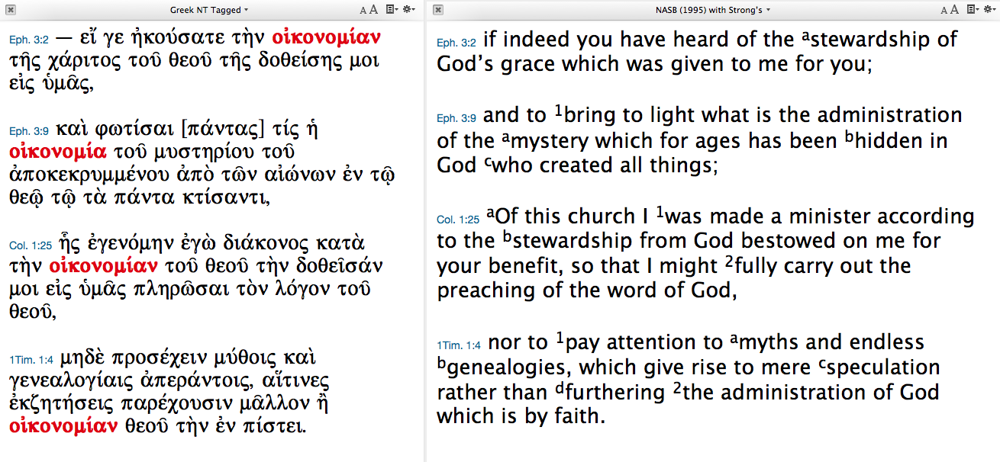 Greek NT Tagged
Eph. 3:2 — εἴ γε ἠκούσατε τὴν οἰκονομίαν
τῆς χάριτος τοῦ θεοῦ τῆς δοθείσης μοι
εἰς ὑμᾶς,
Eph. 3:9 καὶ φωτίσαι [πάντας] τίς ἡ
οἰκονομία τοῦ μυστηρίου τοῦ
ἀποκεκρυμμένου ἀπὸ τῶν αἰώνων ἐν τῷ
θεῷ τῷ τὰ πάντα κτίσαντι,
Col. 1:25 ἧς ἐγενόμην ἐγὼ διάκονος κατὰ
τὴν οἰκονομίαν τοῦ θεοῦ τὴν δοθεῖσάν
μοι εἰς ὑμᾶς πληρῶσαι τὸν λόγον τοῦ
θεοῦ,
1Tim. 1:4 μηδὲ προσέχειν μύθοις καὶ
γενεαλογίαις ἀπεράντοις, αἵτινες
ἐκζητήσεις παρέχουσιν μᾶλλον ἢ
οἰκονομίαν θεοῦ τὴν ἐν πίστει.
NASB (1995) with Strong's
Eph. 3:2 if indeed you have heard of the astewardship of
God’s grace which was given to me for you;
Eph. 3:9 and to 1bring to light what is the administration
of the amystery which for ages has been bhidden in
God cwho created all things;
Col. 1:25 aOf this church I 1was made a minister according
to the bstewardship from God bestowed on me for
your benefit, so that I might 2fully carry out the
preaching of the word of God,
1Tim. 1:4 nor to 1pay attention to amyths and endless
bgenealogies, which give rise to mere cspeculation
rather than dfurthering 2the administration of God
which is by faith.